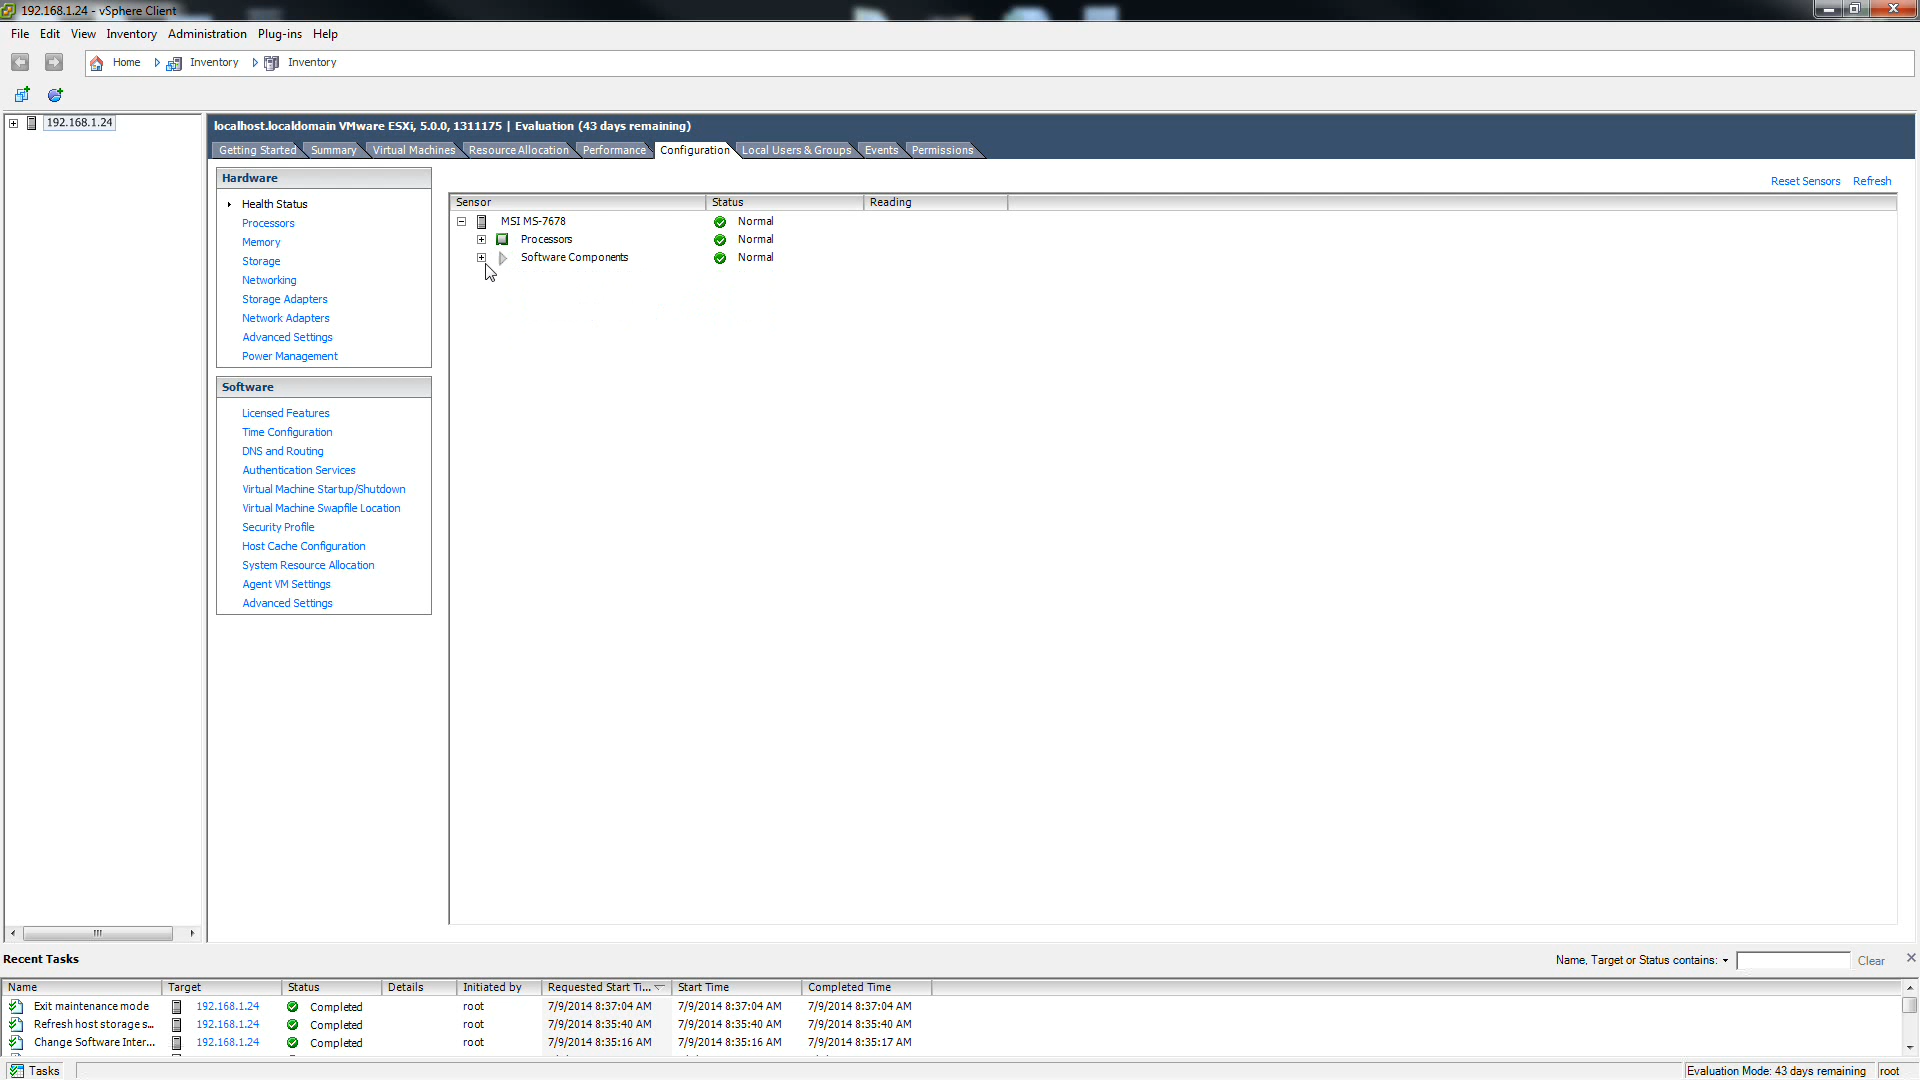 192.168.1.24 - vSphere Client
File Edit View Inventory Administration Plug-ins Help
Home Inventory Inventory
192.168.1.24
localhost.localdomain VMware ESXi, 5.0.0, 1311175 | Evaluation (43 days remaining)
Getting Started Summary Virtual Machines Resource Allocation Performance Configuration Local Users & Groups Events Permissions
Hardware
Health Status
Processors
Memory
Storage
Networking
Storage Adapters
Network Adapters
Advanced Settings
Power Management
Software
Licensed Features
Time Configuration
DNS and Routing
Authentication Services
Virtual Machine Startup/Shutdown
Virtual Machine Swapfile Location
Security Profile
Host Cache Configuration
System Resource Allocation
Agent VM Settings
Advanced Settings
Reset Sensors Refresh
Sensor Status Reading
MSI MS-7678 Normal
Processors Normal
Software Components Normal
Recent Tasks
Name, Target or Status contains: Clear
Name Target Status Details Initiated by Requested Start Ti... Start Time Completed Time
Exit maintenance mode 192.168.1.24 Completed root 7/9/2014 8:37:04 AM 7/9/2014 8:37:04 AM 7/9/2014 8:37:04 AM
Refresh host storage s... 192.168.1.24 Completed root 7/9/2014 8:35:40 AM 7/9/2014 8:35:40 AM 7/9/2014 8:35:40 AM
Change Software Inter... 192.168.1.24 Completed root 7/9/2014 8:35:16 AM 7/9/2014 8:35:16 AM 7/9/2014 8:35:17 AM
Tasks
Evaluation Mode: 43 days remaining root